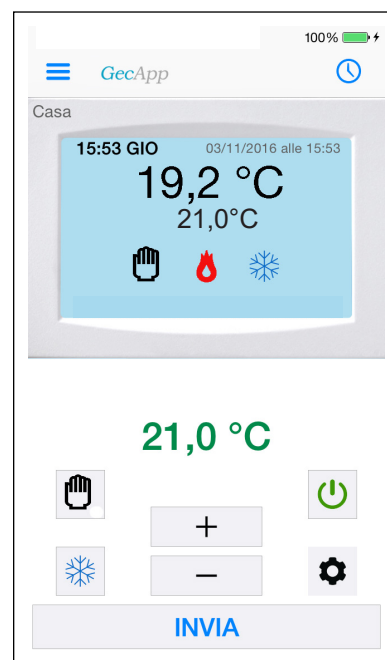 100%
GecApp
Casa
15:53 GIO 03/11/2016 alle 15:53
19,2 °C
21,0°C
21,0 °C
+
−
INVIA